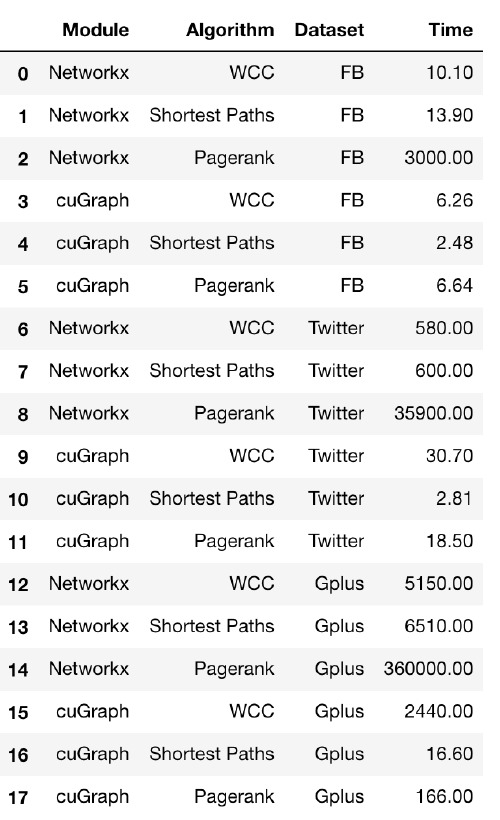 Module Algorithm Dataset Time
0 Networkx WCC FB 10.10
1 Networkx Shortest Paths FB 13.90
2 Networkx Pagerank FB 3000.00
3 cuGraph WCC FB 6.26
4 cuGraph Shortest Paths FB 2.48
5 cuGraph Pagerank FB 6.64
6 Networkx WCC Twitter 580.00
7 Networkx Shortest Paths Twitter 600.00
8 Networkx Pagerank Twitter 35900.00
9 cuGraph WCC Twitter 30.70
10 cuGraph Shortest Paths Twitter 2.81
11 cuGraph Pagerank Twitter 18.50
12 Networkx WCC Gplus 5150.00
13 Networkx Shortest Paths Gplus 6510.00
14 Networkx Pagerank Gplus 360000.00
15 cuGraph WCC Gplus 2440.00
16 cuGraph Shortest Paths Gplus 16.60
17 cuGraph Pagerank Gplus 166.00